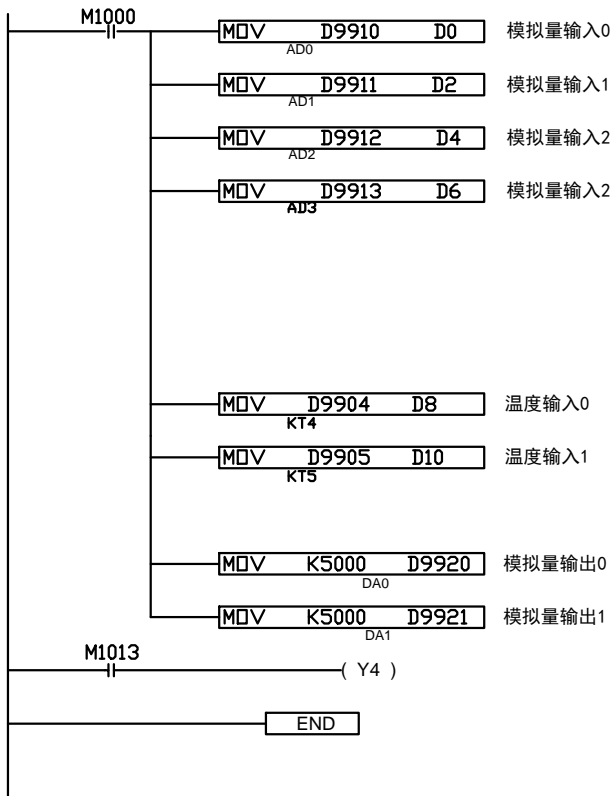 M1000
MOV D9910 D0 模拟量输入0
AD0
MOV D9911 D2 模拟量输入1
AD1
MOV D9912 D4 模拟量输入2
AD2
MOV D9913 D6 模拟量输入2
AD3
MOV D9904 D8 温度输入0
KT4
MOV D9905 D10 温度输入1
KT5
MOV K5000 D9920 模拟量输出0
DA0
MOV K5000 D9921 模拟量输出1
DA1
M1013
( Y4 )
END